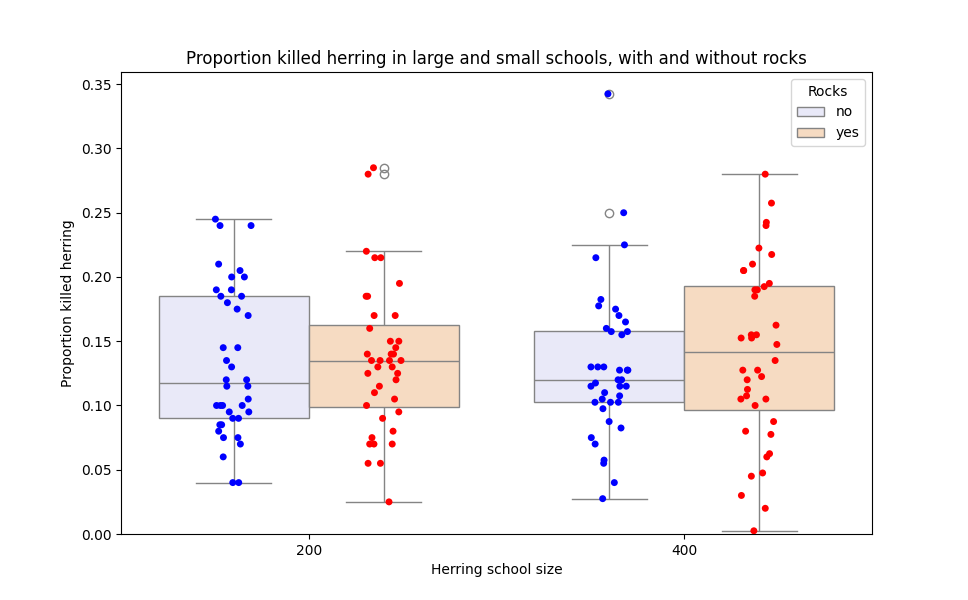 Proportion killed herring in large and small schools, with and without rocks
Proportion killed herring
0.35
0.30
0.25
0.20
0.15
0.10
0.05
0.00
Rocks
no
yes
200
400
Herring school size